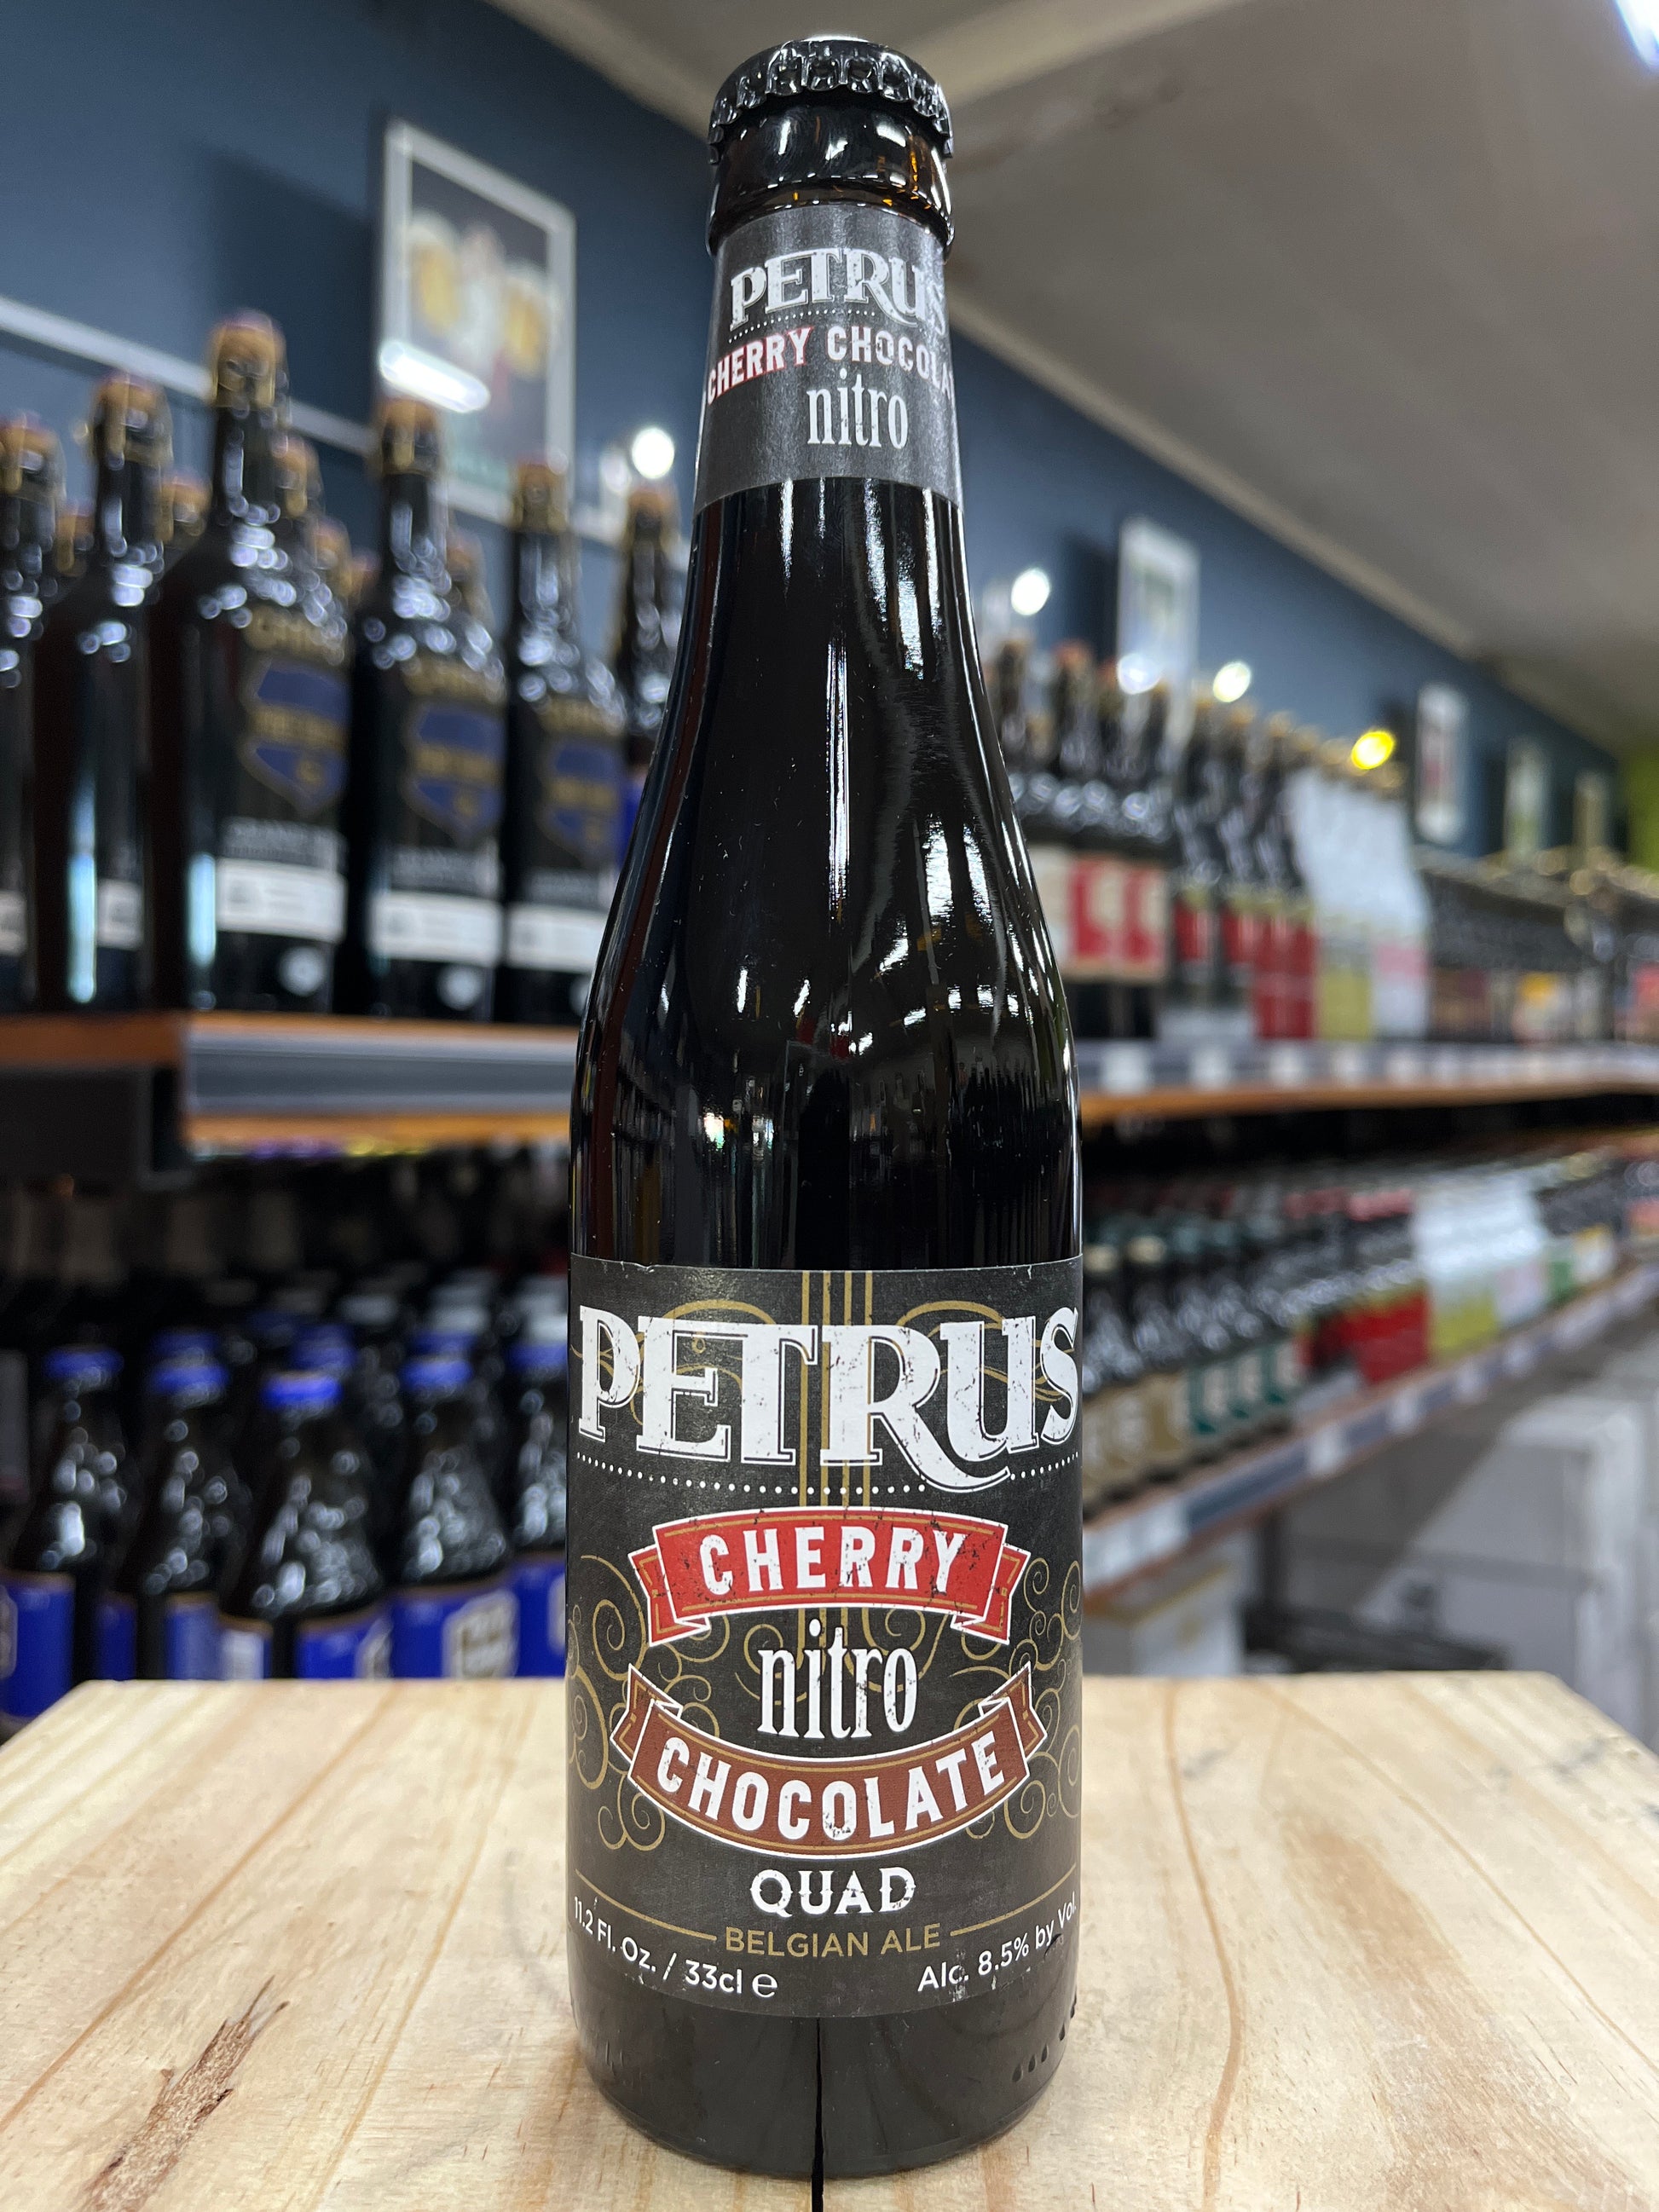 PETRUS
CHERRY CHOCOLA
nitro
PETRUS
CHERRY
nitro
CHOCOLATE
QUAD
BELGIAN ALE
11.2 Fl. Oz. / 33cl e
Alc. 8.5% by Vol.